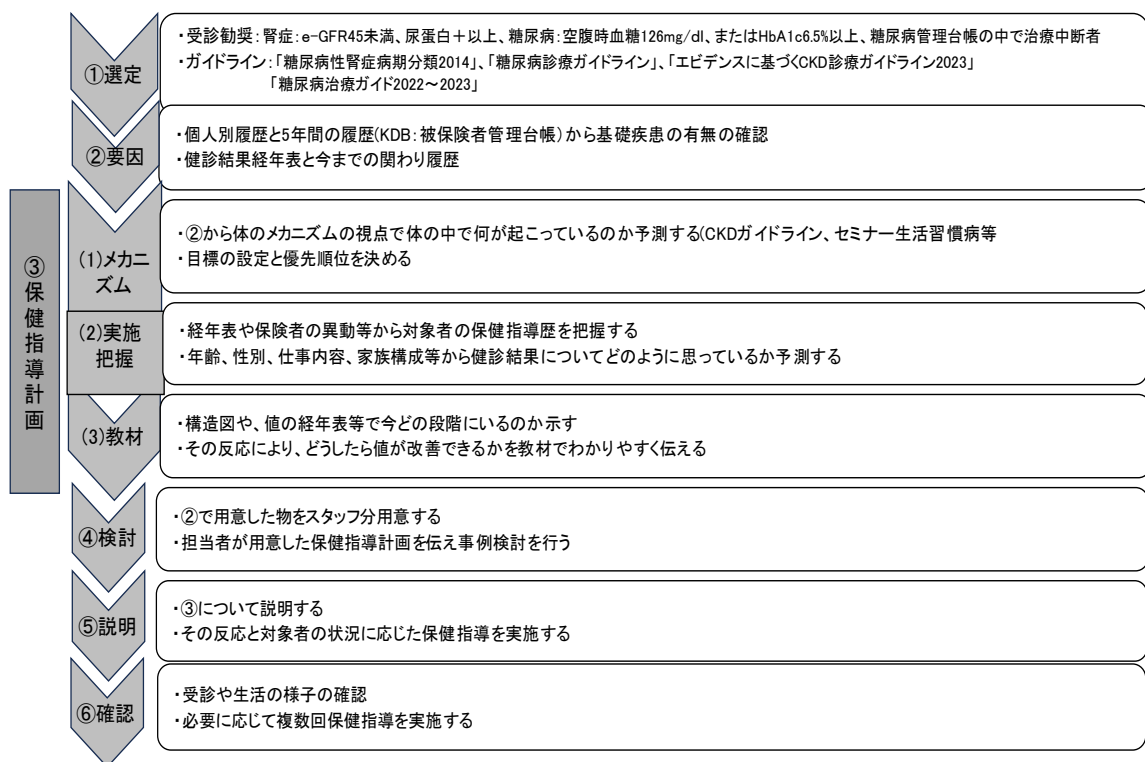 ①選定
・受診勧奨：腎症：e-GFR45未満、尿蛋白＋以上、糖尿病：空腹時血糖126mg/dl、またはHbA1c6.5%以上、糖尿病管理台帳の中で治療中断者
・ガイドライン：「糖尿病性腎症病期分類2014」、「糖尿病診療ガイドライン」、「エビデンスに基づくCKD診療ガイドライン2023」
「糖尿病治療ガイド2022～2023」
②要因
・個人別履歴と5年間の履歴(KDB：被保険者管理台帳)から基礎疾患の有無の確認
・健診結果経年表と今までの関わり履歴
③保健指導計画
(1)メカニ
ズム
・②から体のメカニズムの視点で体の中で何が起こっているのか予測する(CKDガイドライン、セミナー生活習慣病等
・目標の設定と優先順位を決める
(2)実施
把握
・経年表や保険者の異動等から対象者の保健指導歴を把握する
・年齢、性別、仕事内容、家族構成等から健診結果についてどのように思っているか予測する
(3)教材
・構造図や、値の経年表等で今どの段階にいるのか示す
・その反応により、どうしたら値が改善できるかを教材でわかりやすく伝える
④検討
・②で用意した物をスタッフ分用意する
・担当者が用意した保健指導計画を伝え事例検討を行う
⑤説明
・③について説明する
・その反応と対象者の状況に応じた保健指導を実施する
⑥確認
・受診や生活の様子の確認
・必要に応じて複数回保健指導を実施する